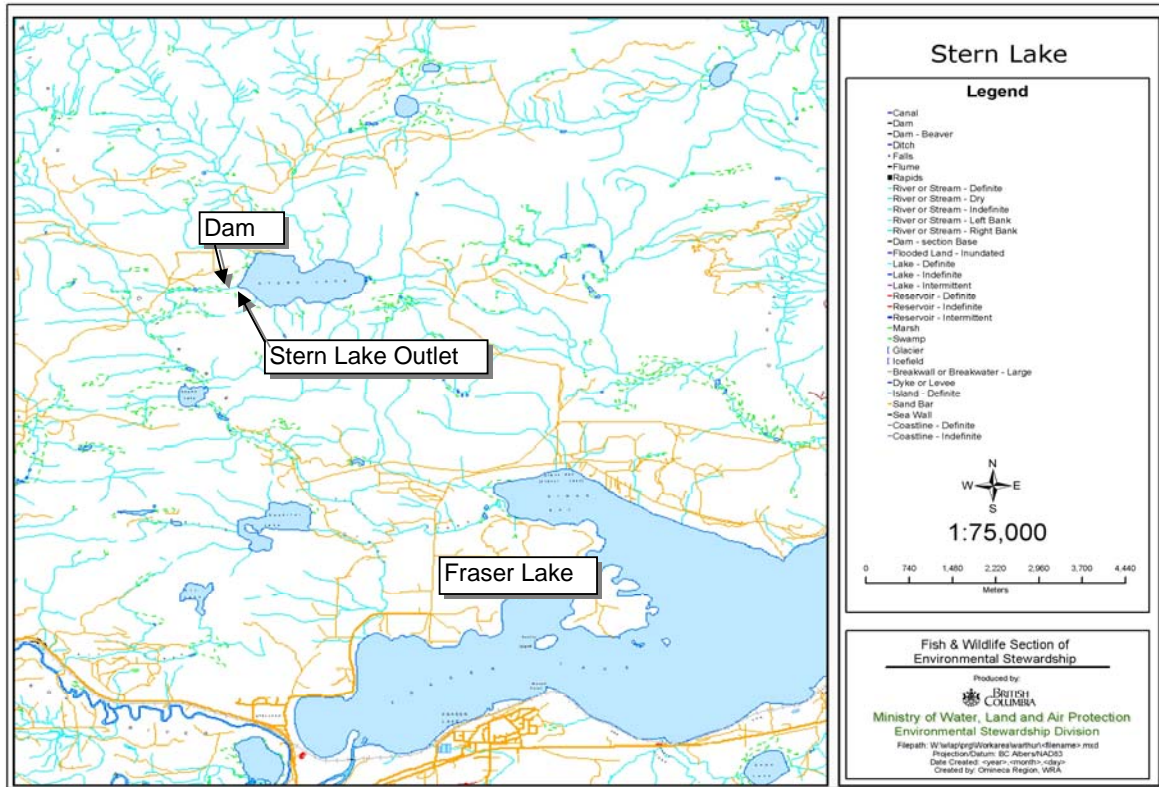 Dam
Stern Lake Outlet
Fraser Lake
Stern Lake
Legend
Canal
Dam
Dam - Beaver
Ditch
Falls
Flume
Rapids
River or Stream - Definite
River or Stream - Dry
River or Stream - Indefinite
River or Stream - Left Bank
River or Stream - Right Bank
Dam - section Base
Flooded Land - Inundated
Lake - Definite
Lake - Indefinite
Lake - Intermittent
Reservoir - Definite
Reservoir - Indefinite
Reservoir - Intermittent
Marsh
Swamp
Glacier
Icefield
Breakwall or Breakwater - Large
Dyke or Levee
Island - Definite
Sand Bar
Sea Wall
Coastline - Definite
Coastline - Indefinite
N
W E
S
1:75,000
0 740 1,480 2,220 2,960 3,700 4,440
Meters
Fish & Wildlife Section of
Environmental Stewardship
Produced by:
BRITISH
COLUMBIA
Ministry of Water, Land and Air Protection
Environmental Stewardship Division
Projection/Datum: BC Albers/NAD83
Date Created: <year>,<month>,<day>
Created by: Omineca Region, WRA